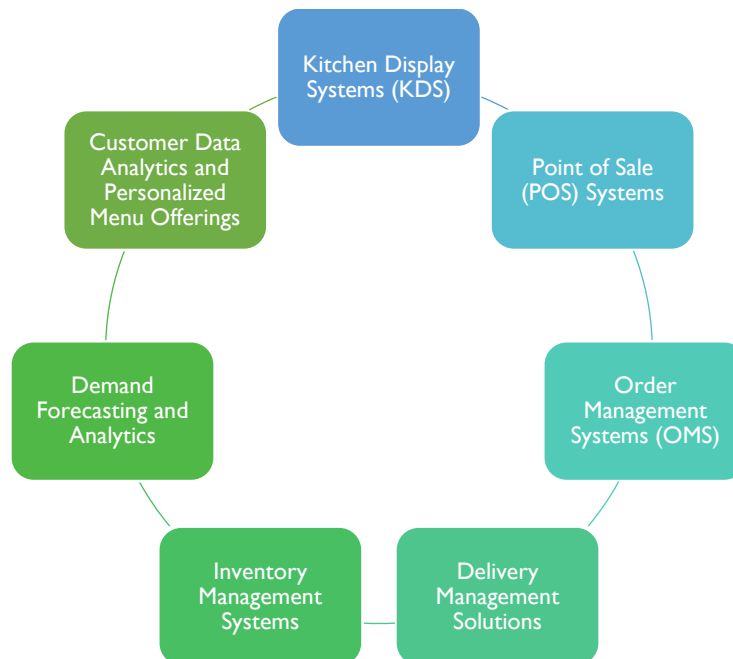 Kitchen Display
Systems (KDS)
Point of Sale
(POS) Systems
Order
Management
Systems (OMS)
Delivery
Management
Solutions
Inventory
Management
Systems
Demand
Forecasting and
Analytics
Customer Data
Analytics and
Personalized
Menu Offerings